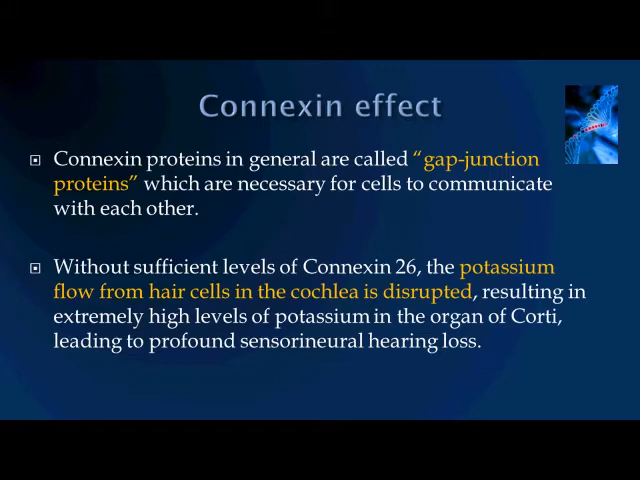 Connexin effect
Connexin proteins in general are called “gap-junction
proteins” which are necessary for cells to communicate
with each other.
Without sufficient levels of Connexin 26, the potassium
flow from hair cells in the cochlea is disrupted, resulting in
extremely high levels of potassium in the organ of Corti,
leading to profound sensorineural hearing loss.